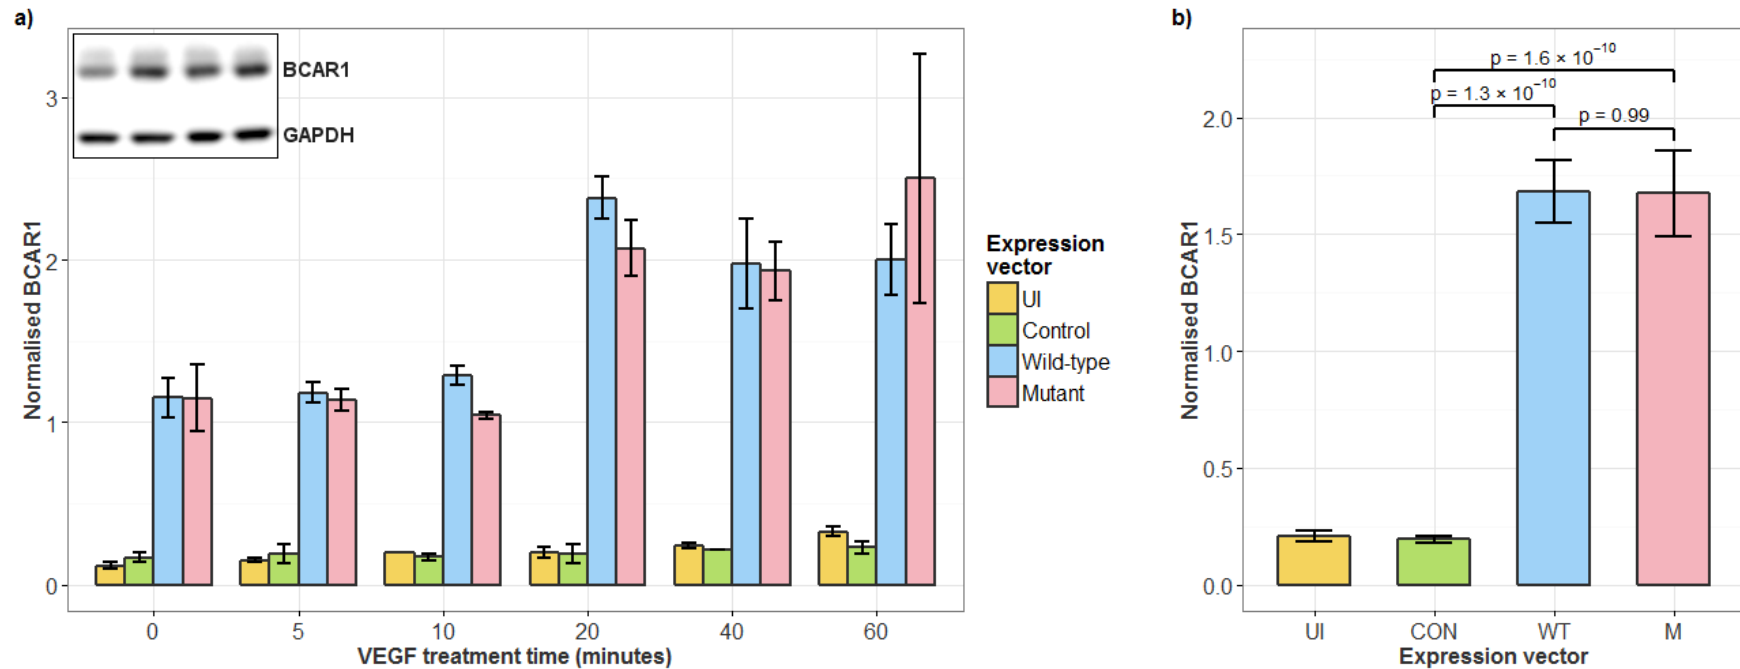 a)
BCAR1
GAPDH
3
2
1
0
Normalised BCAR1
0 5 10 20 40 60
VEGF treatment time (minutes)
Expression
vector
UI
Control
Wild-type
Mutant
b)
p = 1.6 × 10⁻¹⁰
p = 1.3 × 10⁻¹⁰
p = 0.99
2.0
1.5
1.0
0.5
0.0
Normalised BCAR1
UI CON WT M
Expression vector